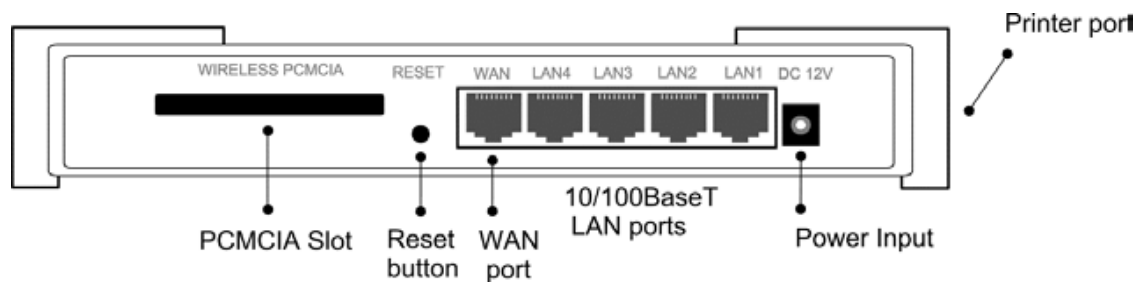 Printer port
WIRELESS PCMCIA
RESET
WAN
LAN4
LAN3
LAN2
LAN1
DC 12V
10/100BaseT
LAN ports
PCMCIA Slot
Reset
button
WAN
port
Power Input